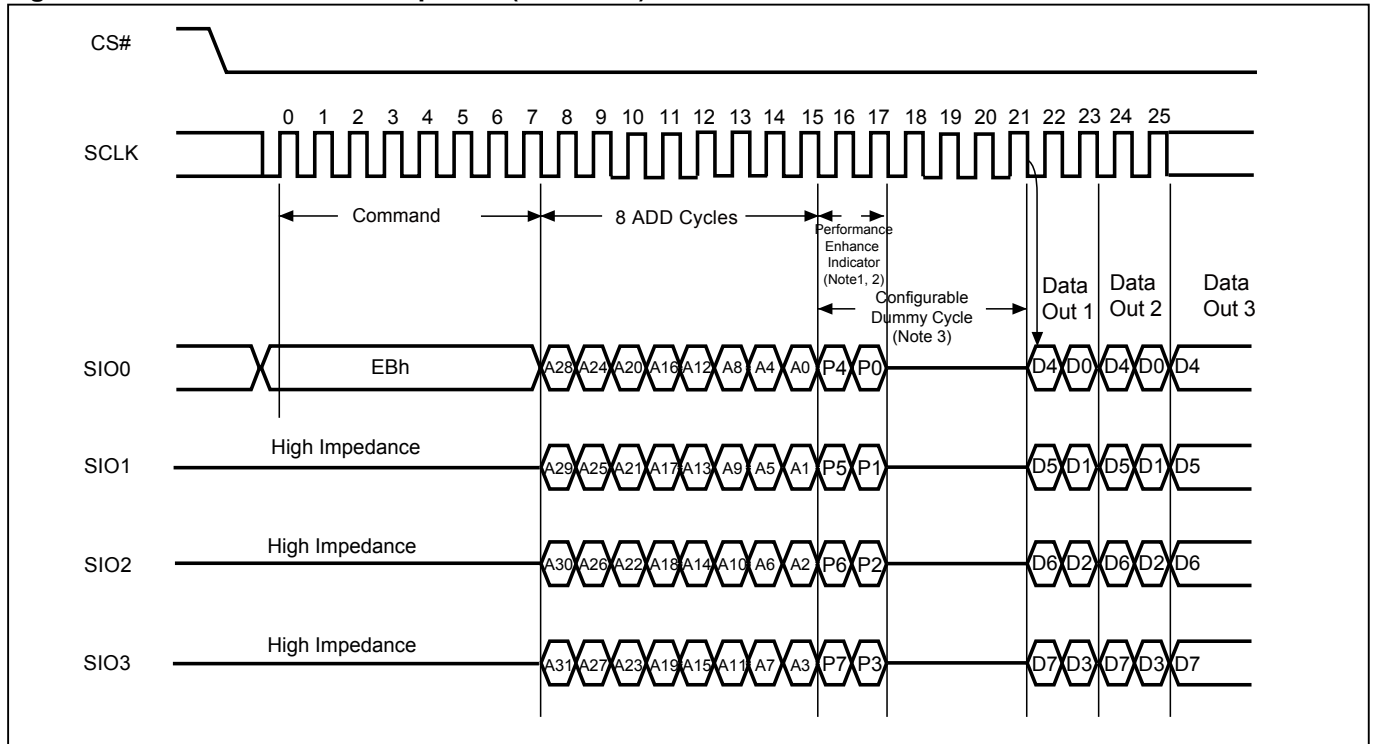 CS#
0 1 2 3 4 5 6 7 8 9 10 11 12 13 14 15 16 17 18 19 20 21 22 23 24 25
SCLK
Command
8 ADD Cycles
Performance
Enhance
Indicator
(Note1, 2)
Configurable
Dummy Cycle
(Note 3)
Data
Out 1
Data
Out 2
Data
Out 3
SIO0
EBh
A28 A24 A20 A16 A12 A8 A4 A0 P4 P0
D4 D0 D4 D0 D4
SIO1
High Impedance
A29 A25 A21 A17 A13 A9 A5 A1 P5 P1
D5 D1 D5 D1 D5
SIO2
High Impedance
A30 A26 A22 A18 A14 A10 A6 A2 P6 P2
D6 D2 D6 D2 D6
SIO3
High Impedance
A31 A27 A23 A19 A15 A11 A7 A3 P7 P3
D7 D3 D7 D3 D7